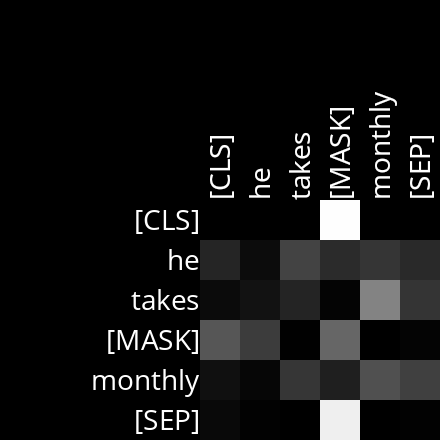 [CLS] he takes [MASK] monthly [SEP]
[CLS]
he
takes
[MASK]
monthly
[SEP]